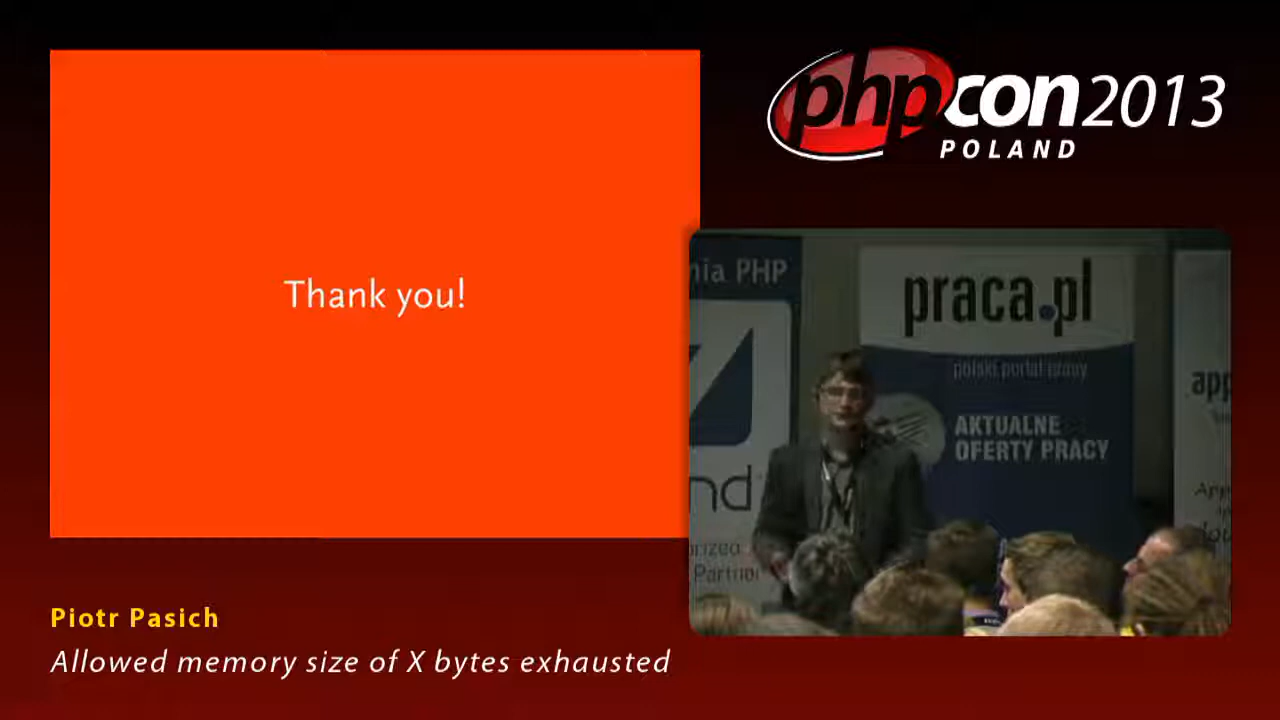 phpcon2013
POLAND
Thank you!
nia PHP
praca.pl
polski portal pracy
AKTUALNE
OFERTY PRACY
app
nd
Partner
Piotr Pasich
Allowed memory size of X bytes exhausted